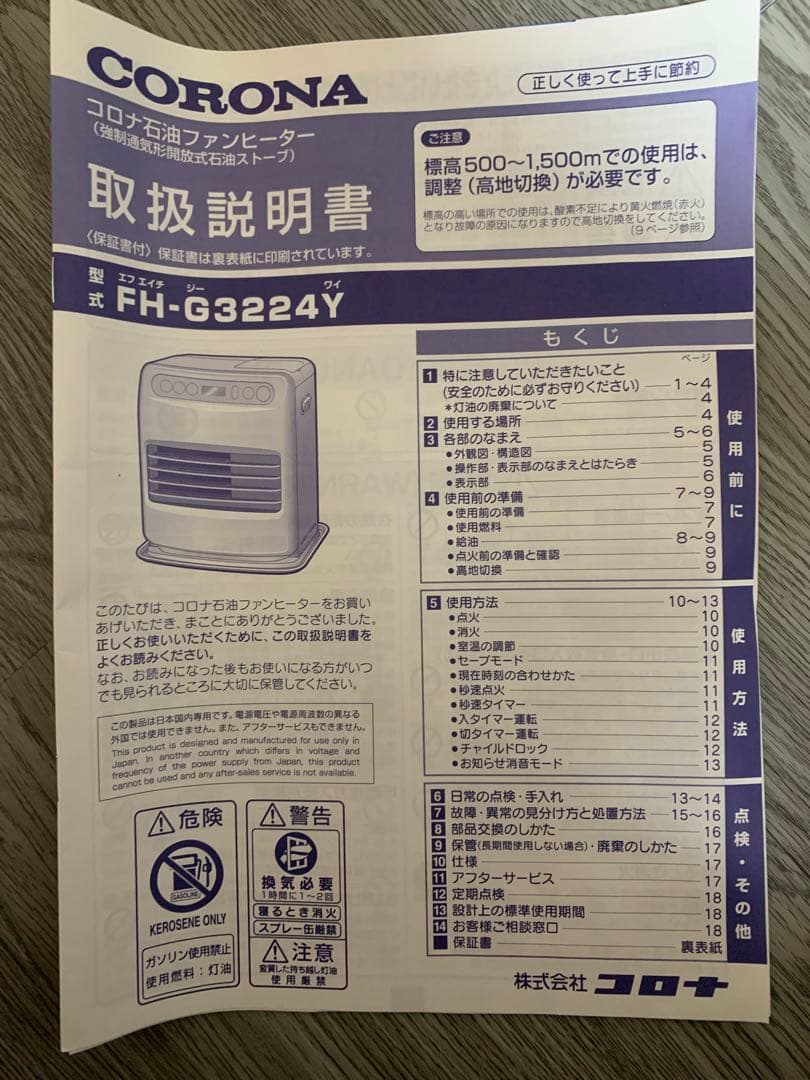 CORONA
正しく使って上手に節約
コロナ石油ファンヒーター
(強制通気形開放式石油ストーブ)
取扱説明書
〈保証書付〉保証書は裏表紙に印刷されています。
ご注意
標高500〜1,500mでの使用は、
調整(高地切換)が必要です。
標高の高い場所での使用は、酸素不足により黄火燃焼(赤火)
となり故障の原因になりますので高地切換をしてください。
(9ページ参照)
型式
エフ エイチ ジー ワイ
FH-G3224Y
もくじ
ページ
1 特に注意していただきたいこと
(安全のために必ずお守りください) 1〜4
*灯油の廃棄について 4
2 使用する場所 4
3 各部のなまえ 5〜6
●外観図・構造図 5
●操作部・表示部のなまえとはたらき 5
●表示部 6
4 使用前の準備 7〜9
●使用前の準備 7
●使用燃料 7
●給油 8〜9
●点火前の準備と確認 9
●高地切換 9
使用前に
5 使用方法 10〜13
●点火 10
●消火 10
●室温の調節 10
●セーブモード 11
●現在時刻の合わせかた 11
●秒速点火 11
●秒速タイマー 11
●入タイマー運転 12
●切タイマー運転 12
●チャイルドロック 12
●お知らせ消音モード 13
使用方法
6 日常の点検・手入れ 13〜14
7 故障・異常の見分け方と処置方法 15〜16
8 部品交換のしかた 16
9 保管(長期間使用しない場合)・廃棄のしかた 17
10 仕様 17
11 アフターサービス 17
12 定期点検 18
13 設計上の標準使用期間 18
14 お客様ご相談窓口 18
保証書 裏表紙
点検・その他
このたびは、コロナ石油ファンヒーターをお買い
あげいただき、まことにありがとうございました。
正しくお使いいただくために、この取扱説明書を
よくお読みください。
なお、お読みになった後もお使いになる方がいつ
でも見られるところに大切に保管してください。
この製品は日本国内専用です。電源電圧や電源周波数の異なる
外国では使用できません。また、アフターサービスもできません。
This product is designed and manufactured for use only in
Japan. In another country which differs in voltage and
frequency of the power supply from Japan, this product
cannot be used and any after-sales service is not available.
危険
GASOLINE
KEROSENE ONLY
ガソリン使用禁止
使用燃料:灯油
警告
換気必要
1時間に1〜2回
寝るとき消火
スプレー缶厳禁
注意
変質した持ち越し灯油
使用厳禁
株式会社 コロナ